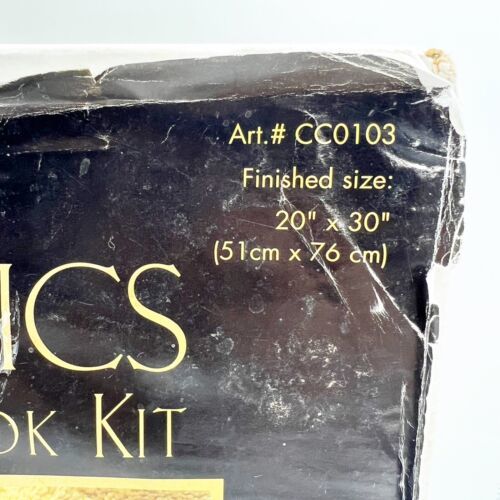 Art.# CC0103
Finished size:
20" x 30"
(51cm x 76 cm)
ICS
OK KIT